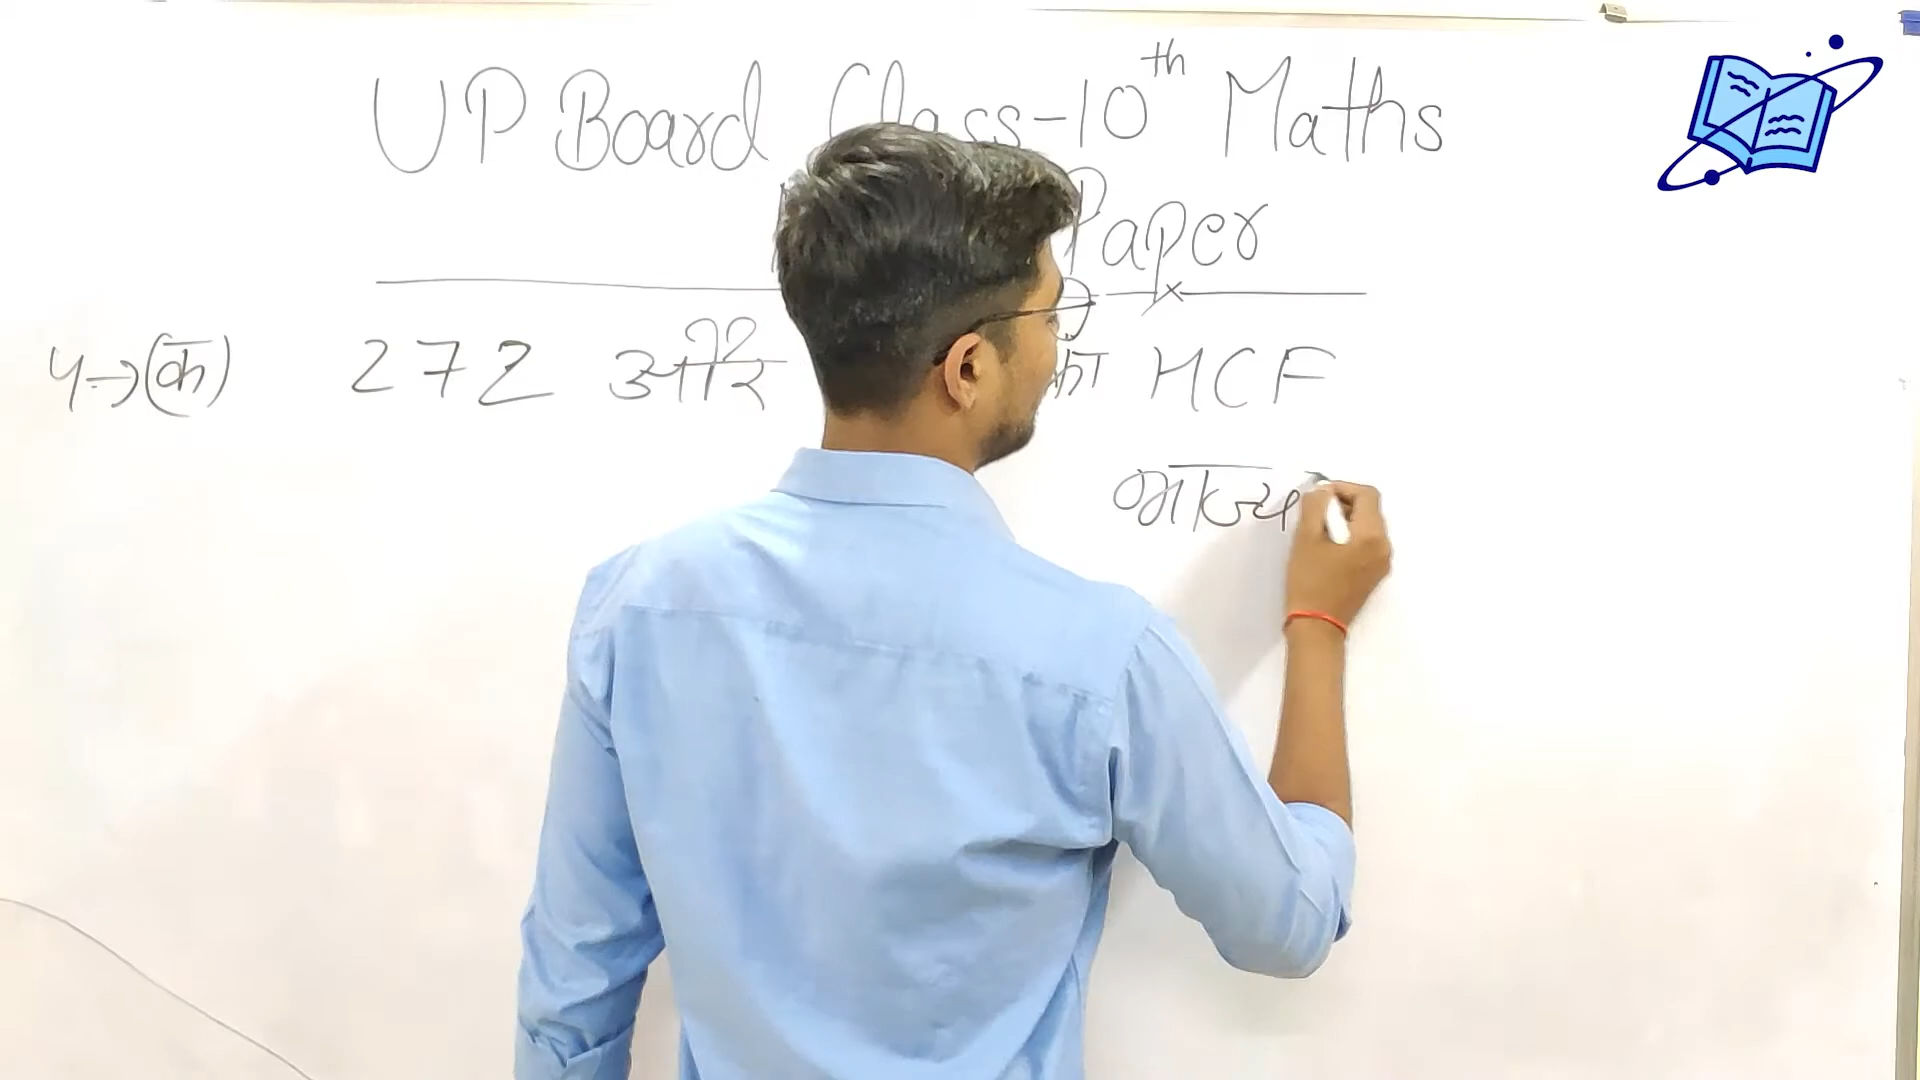 UP Board Class-10th Maths
Paper
4→(क) 272 और का HCF
भाज्य